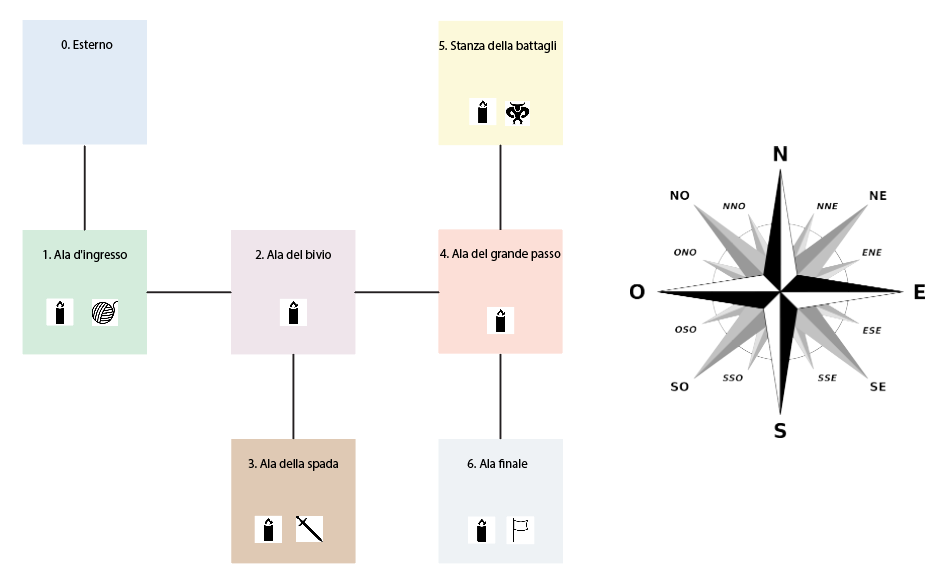 0. Esterno
5. Stanza della battagli
1. Ala d'ingresso
2. Ala del bivio
4. Ala del grande passo
3. Ala della spada
6. Ala finale
N
NNO
NNE
NO
NE
ONO
ENE
O
E
OSO
ESE
SO
SE
SSO
SSE
S